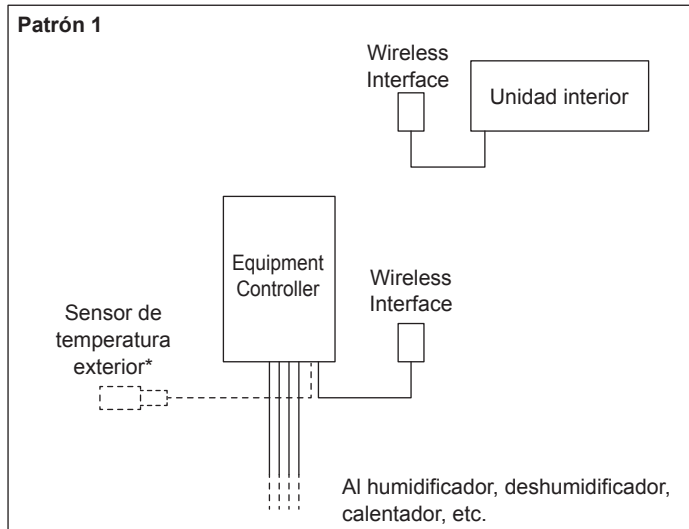 Patrón 1
Wireless
Interface
Unidad interior
Equipment
Controller
Wireless
Interface
Sensor de
temperatura
exterior*
Al humidificador, deshumidificador,
calentador, etc.